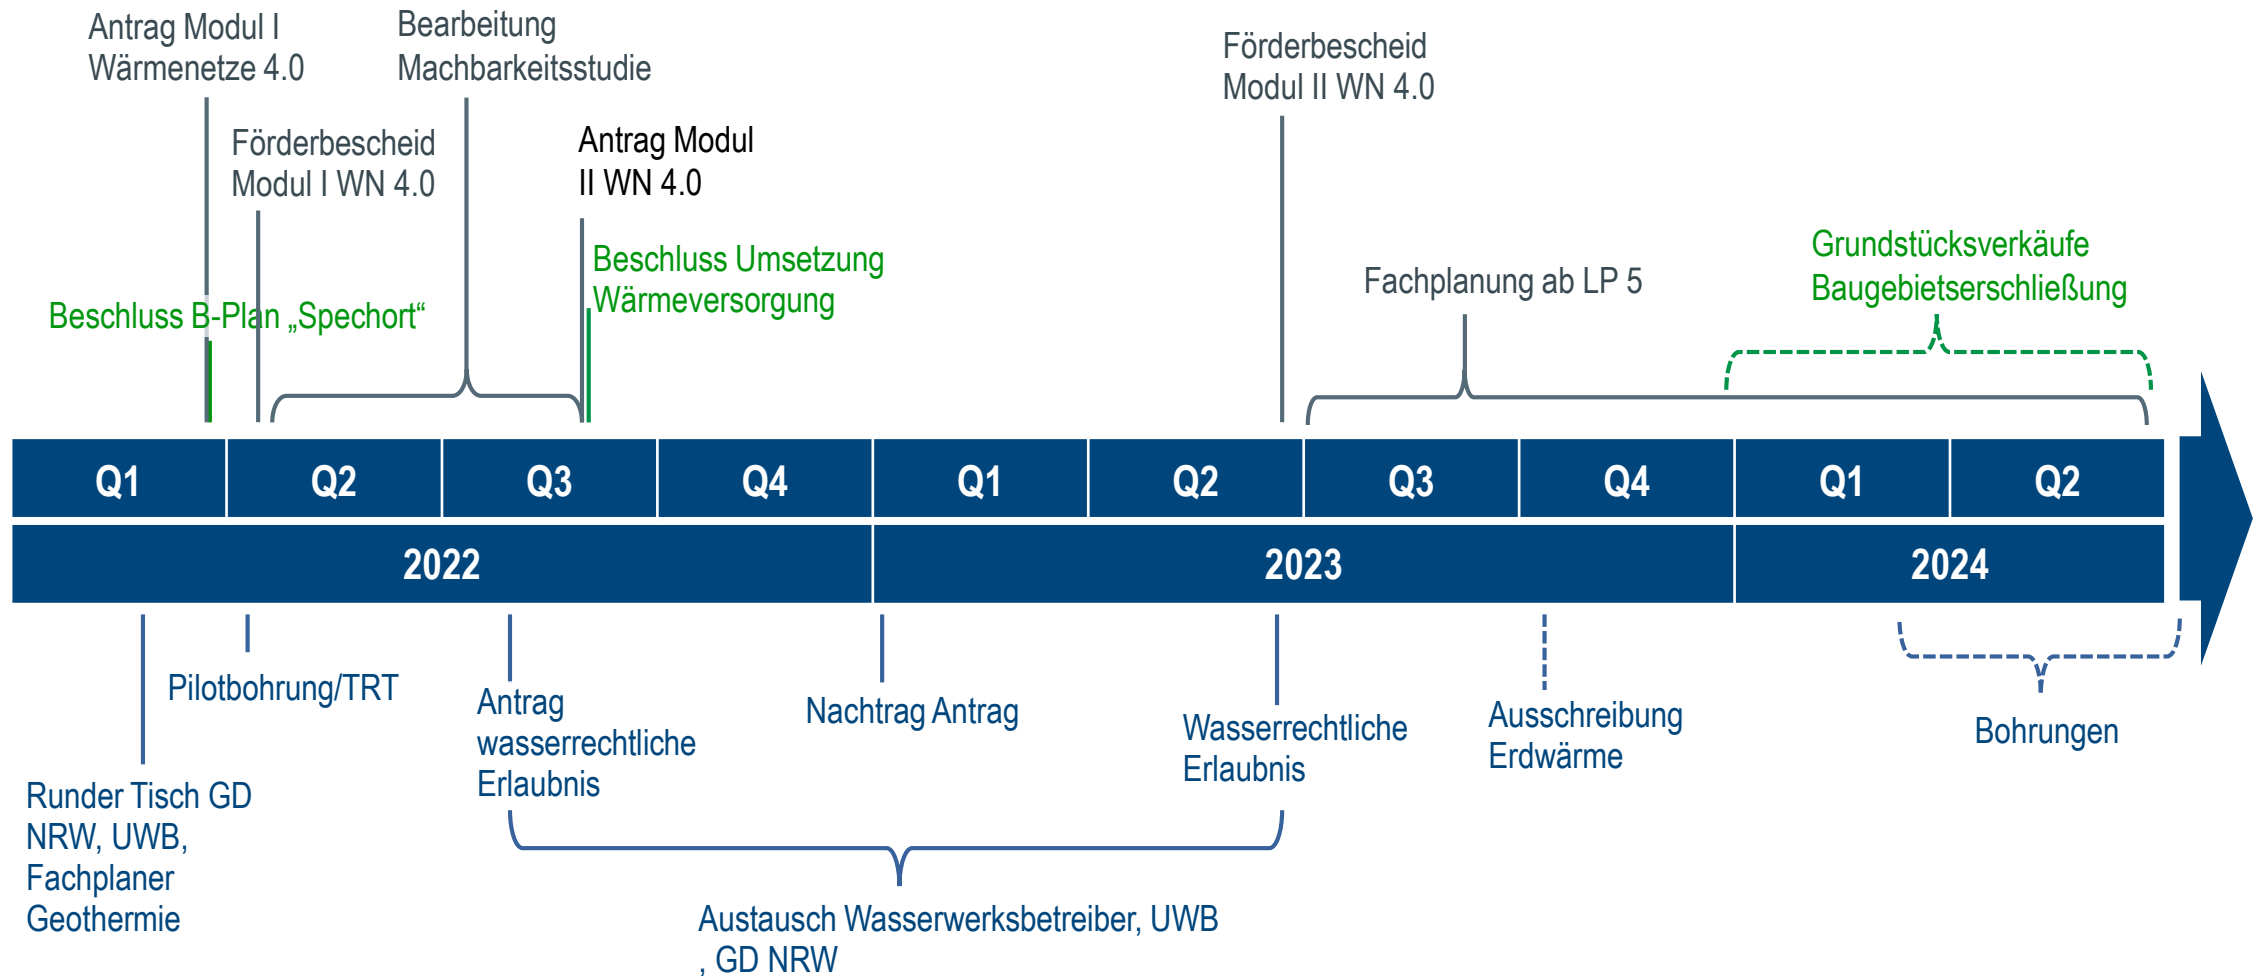 Antrag Modul I
Wärmenetze 4.0
Bearbeitung
Machbarkeitsstudie
Förderbescheid
Modul II WN 4.0
Förderbescheid
Modul I WN 4.0
Antrag Modul
II WN 4.0
Beschluss Umsetzung
Wärmeversorgung
Beschluss B-Plan „Spechort“
Fachplanung ab LP 5
Grundstücksverkäufe
Baugebietserschließung
Q1 Q2 Q3 Q4 Q1 Q2 Q3 Q4 Q1 Q2
2022 2023 2024
Pilotbohrung/TRT
Antrag
wasserrechtliche
Erlaubnis
Nachtrag Antrag
Wasserrechtliche
Erlaubnis
Ausschreibung
Erdwärme
Bohrungen
Runder Tisch GD
NRW, UWB,
Fachplaner
Geothermie
Austausch Wasserwerksbetreiber, UWB
, GD NRW